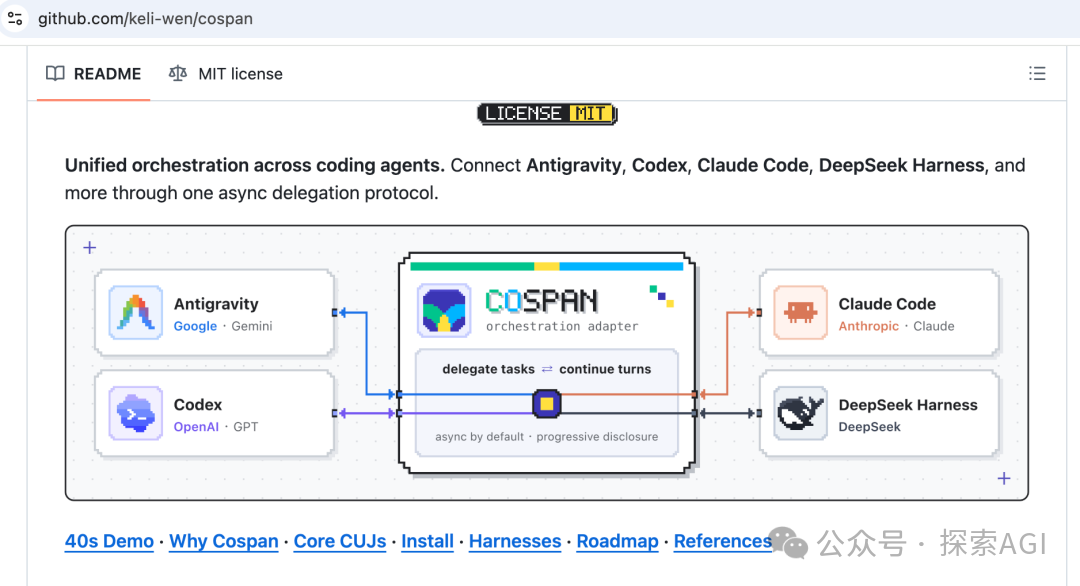 github.com/keli-wen/cospan
README
MIT license
LICENSE MIT
Unified orchestration across coding agents. Connect Antigravity, Codex, Claude Code, DeepSeek Harness, and
more through one async delegation protocol.
Antigravity
Google · Gemini
Codex
OpenAI · GPT
COSPAN
orchestration adapter
delegate tasks ⇌ continue turns
async by default · progressive disclosure
Claude Code
Anthropic · Claude
DeepSeek Harness
DeepSeek
40s Demo · Why Cospan · Core CUJs · Install · Harnesses · Roadmap · References
公众号 · 探索AGI